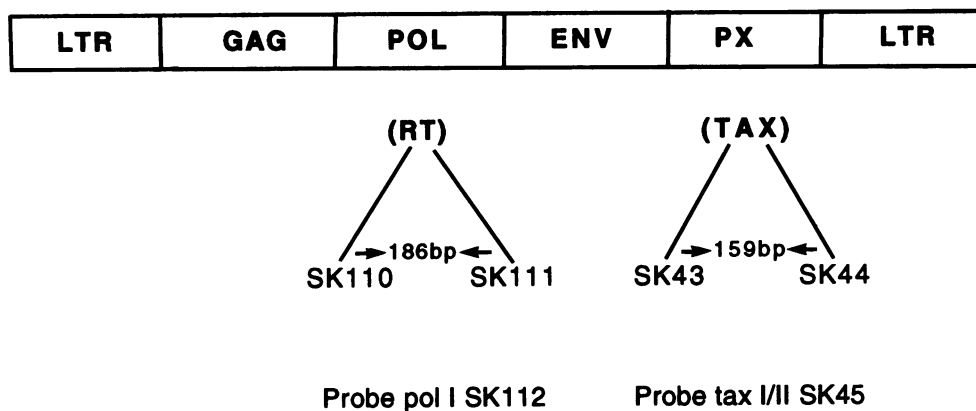 LTR GAG POL ENV PX LTR
(RT) (TAX)
186bp 159bp
SK110 SK111 SK43 SK44
Probe pol I SK112 Probe tax I/II SK45